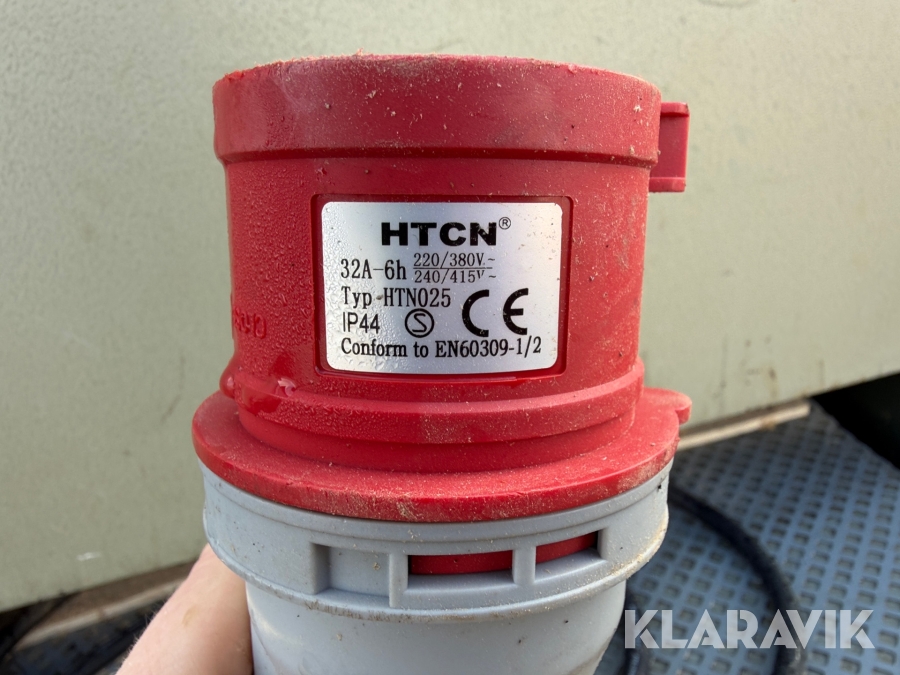 HTCN®
32A-6h 220/380V~ 240/415V~
Typ-HTN025
IP44 Ⓢ CE
Conform to EN60309-1/2
KLARAVIK